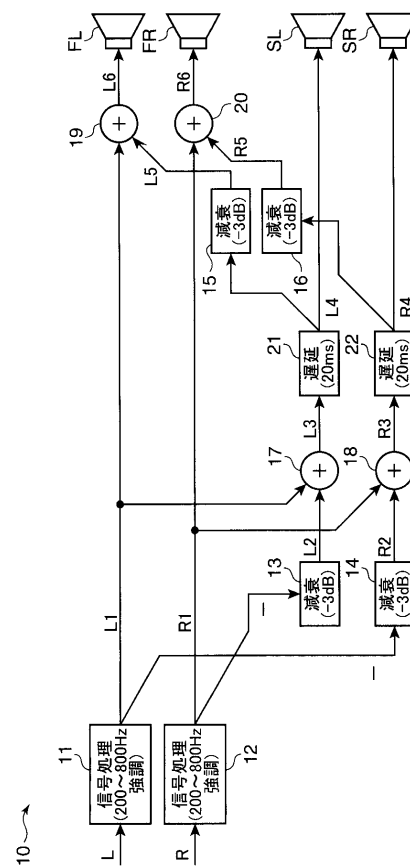 10
L
R
11
信号処理
(200～800Hz
強調)
12
信号処理
(200～800Hz
強調)
L1
R1
－
－
13
減衰
(-3dB)
14
減衰
(-3dB)
L2
R2
17
18
+
+
L3
R3
21
遅延
(20ms)
22
遅延
(20ms)
L4
R4
15
減衰
(-3dB)
16
減衰
(-3dB)
L5
R5
19
+
20
+
L6
R6
FL
FR
SL
SR